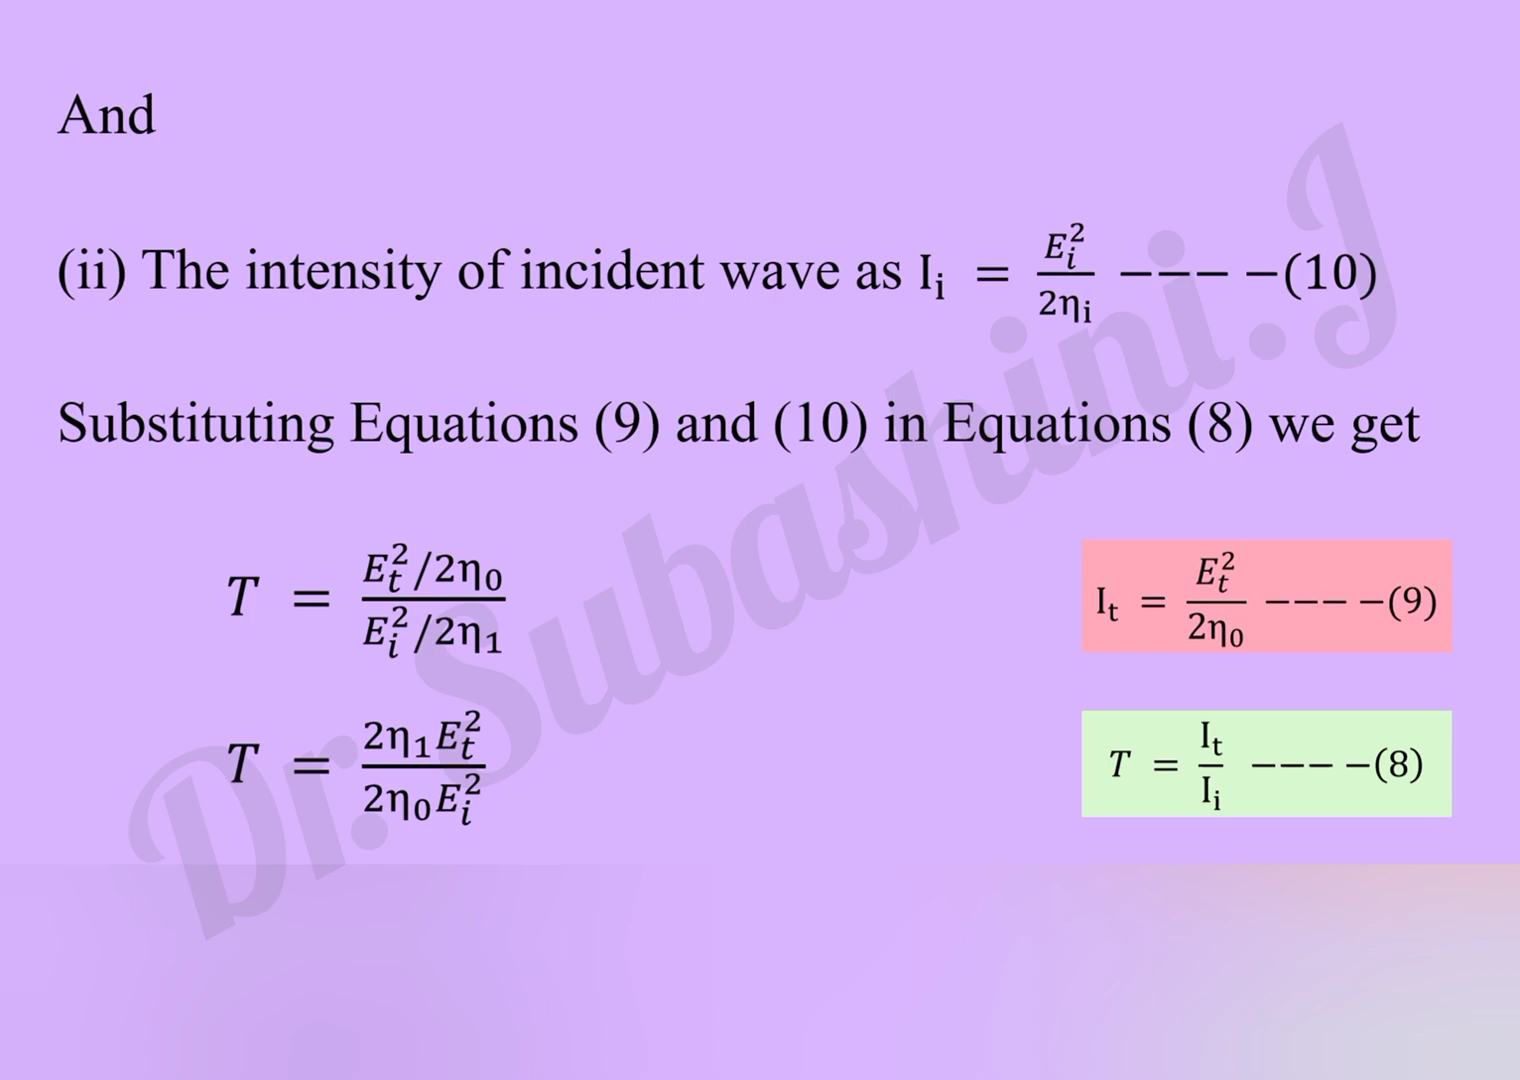 And
(ii) The intensity of incident wave as Iᵢ = Eᵢ²/2ηᵢ −−−−(10)
Substituting Equations (9) and (10) in Equations (8) we get
T = Eₜ²/2η₀ / Eᵢ²/2η₁
Iₜ = Eₜ²/2η₀ −−−−(9)
T = 2η₁Eₜ² / 2η₀Eᵢ²
T = Iₜ/Iᵢ −−−−(8)
Dr. Subashini.J